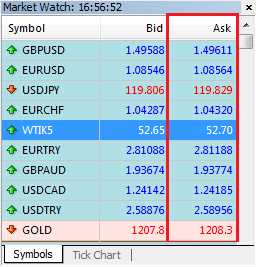 Market Watch: 16:56:52
Symbol Bid Ask
GBPUSD 1.49588 1.49611
EURUSD 1.08546 1.08564
USDJPY 119.806 119.829
EURCHF 1.04287 1.04320
WTIK5 52.65 52.70
EURTRY 2.81088 2.81188
GBPAUD 1.93674 1.93774
USDCAD 1.24142 1.24185
USDTRY 2.58876 2.58956
GOLD 1207.8 1208.3
Symbols Tick Chart